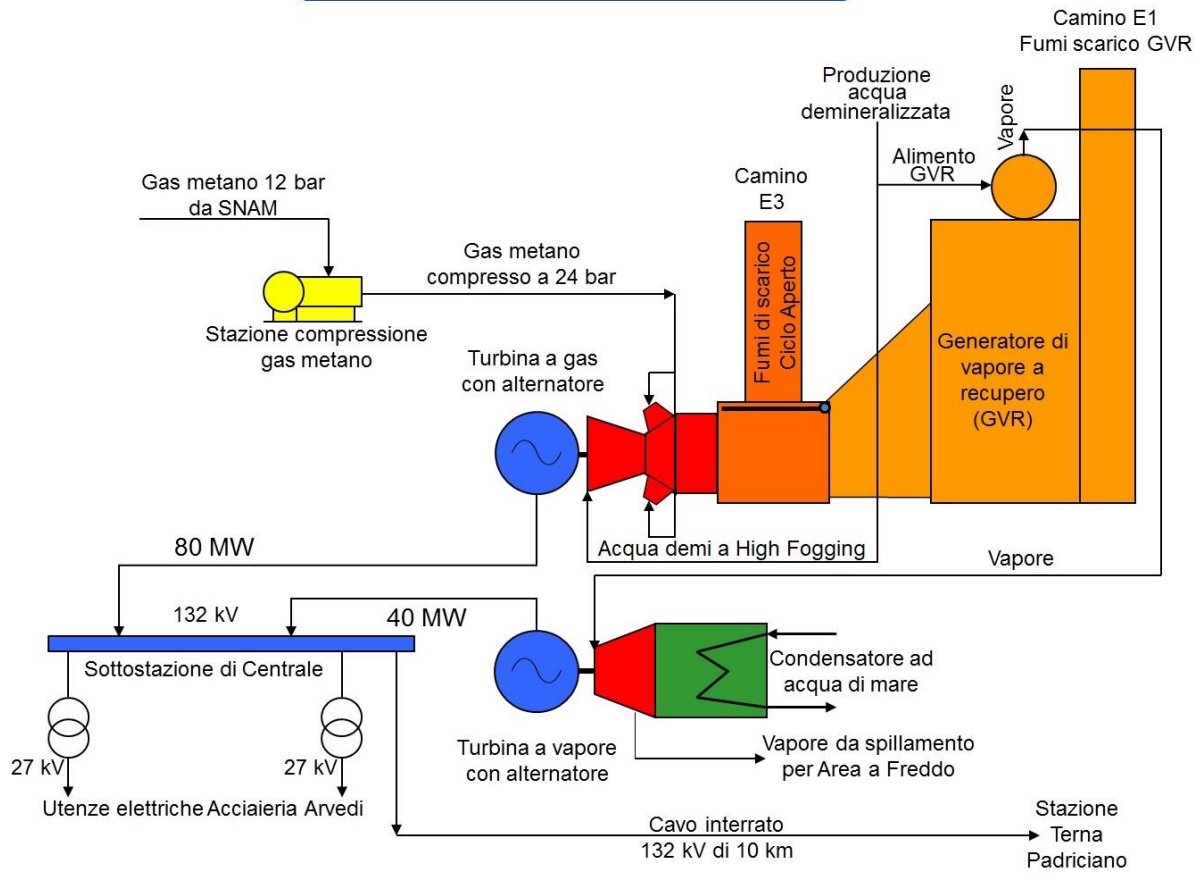 Camino E1
Fumi scarico GVR
Produzione
acqua
demineralizzata
Vapore
Alimento
GVR
Camino
E3
Gas metano 12 bar
da SNAM
Gas metano
compresso a 24 bar
Stazione compressione
gas metano
Fumi di scarico
Ciclo Aperto
Generatore di
vapore a
recupero
(GVR)
Turbina a gas
con alternatore
Acqua demi a High Fogging
80 MW
Vapore
132 kV
40 MW
Sottostazione di Centrale
Condensatore ad
acqua di mare
27 kV
27 kV
Turbina a vapore
con alternatore
Vapore da spillamento
per Area a Freddo
Utenze elettriche Acciaieria Arvedi
Cavo interrato
132 kV di 10 km
Stazione
Terna
Padriciano